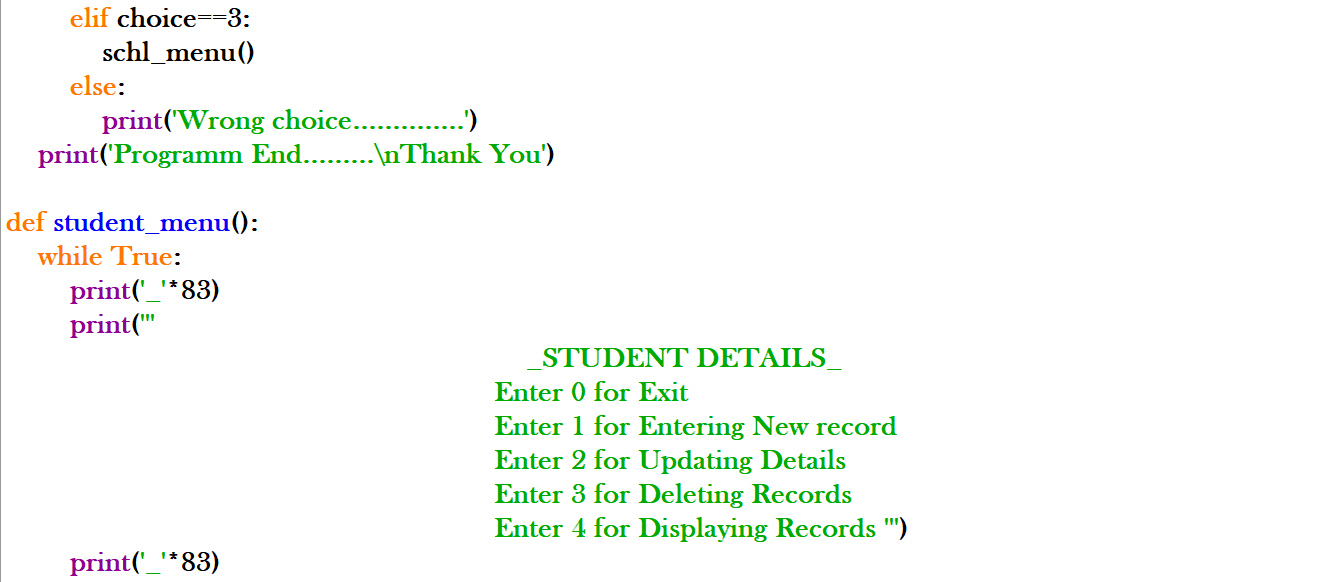 elif choice==3:
schl_menu()
else:
print('Wrong choice..............')
print('Programm End.........\nThank You')
def student_menu():
while True:
print('_'*83)
print('''
_STUDENT DETAILS_
Enter 0 for Exit
Enter 1 for Entering New record
Enter 2 for Updating Details
Enter 3 for Deleting Records
Enter 4 for Displaying Records ''')
print('_'*83)